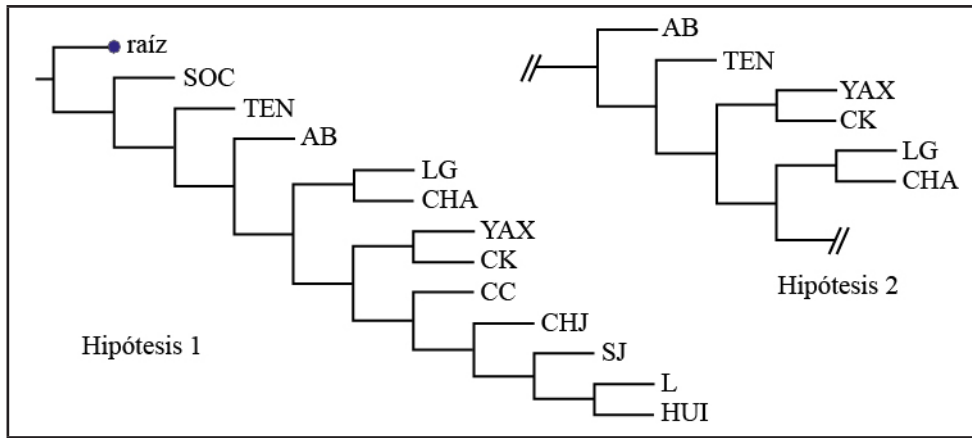 raíz
SOC
TEN
AB
LG
CHA
YAX
CK
CC
CHJ
SJ
L
HUI
Hipótesis 1
AB
TEN
YAX
CK
LG
CHA
Hipótesis 2